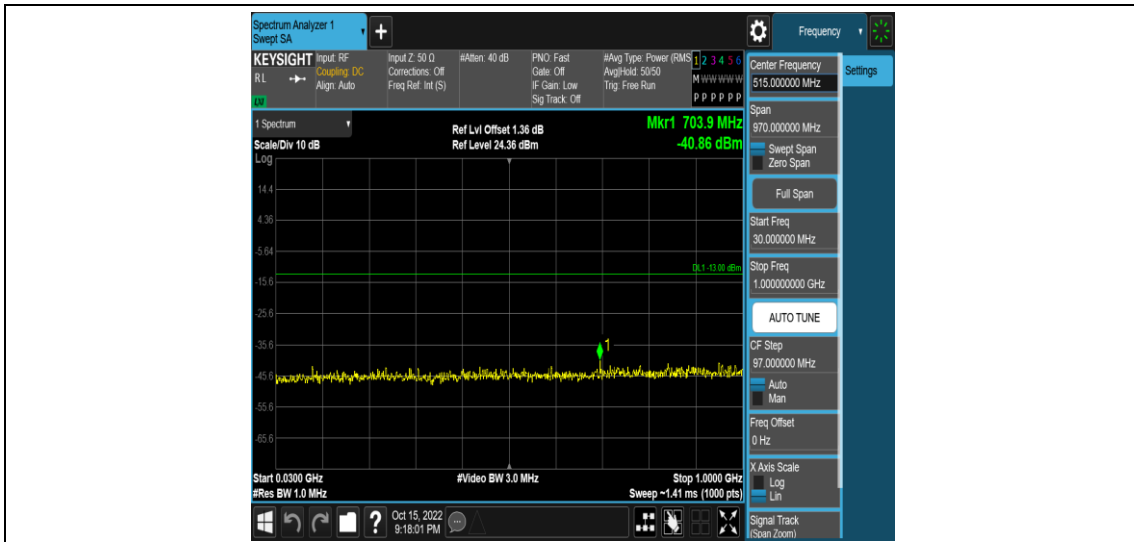 Spectrum Analyzer 1
Swept SA
+
Frequency
KEYSIGHT
RL
LXI
Input: RF
Coupling: DC
Align: Auto
Input Z: 50 Ω
Corrections: Off
Freq Ref: Int (S)
#Atten: 40 dB
PNO: Fast
Gate: Off
IF Gain: Low
Sig Track: Off
#Avg Type: Power (RMS
Avg|Hold: 50/50
Trig: Free Run
1 2 3 4 5 6
M W W W W W
P P P P P P
1 Spectrum
Scale/Div 10 dB
Ref Lvl Offset 1.36 dB
Ref Level 24.36 dBm
Mkr1 703.9 MHz
-40.86 dBm
Log
14.4
4.36
-5.64
DL1 -13.00 dBm
-15.6
-25.6
-35.6
1
-45.6
-55.6
-65.6
Start 0.0300 GHz
#Res BW 1.0 MHz
#Video BW 3.0 MHz
Stop 1.0000 GHz
Sweep ~1.41 ms (1000 pts)
Center Frequency
515.000000 MHz
Settings
Span
970.000000 MHz
Swept Span
Zero Span
Full Span
Start Freq
30.000000 MHz
Stop Freq
1.000000000 GHz
AUTO TUNE
CF Step
97.000000 MHz
Auto
Man
Freq Offset
0 Hz
X Axis Scale
Log
Lin
Signal Track
(Span Zoom)
?
Oct 15, 2022
9:18:01 PM